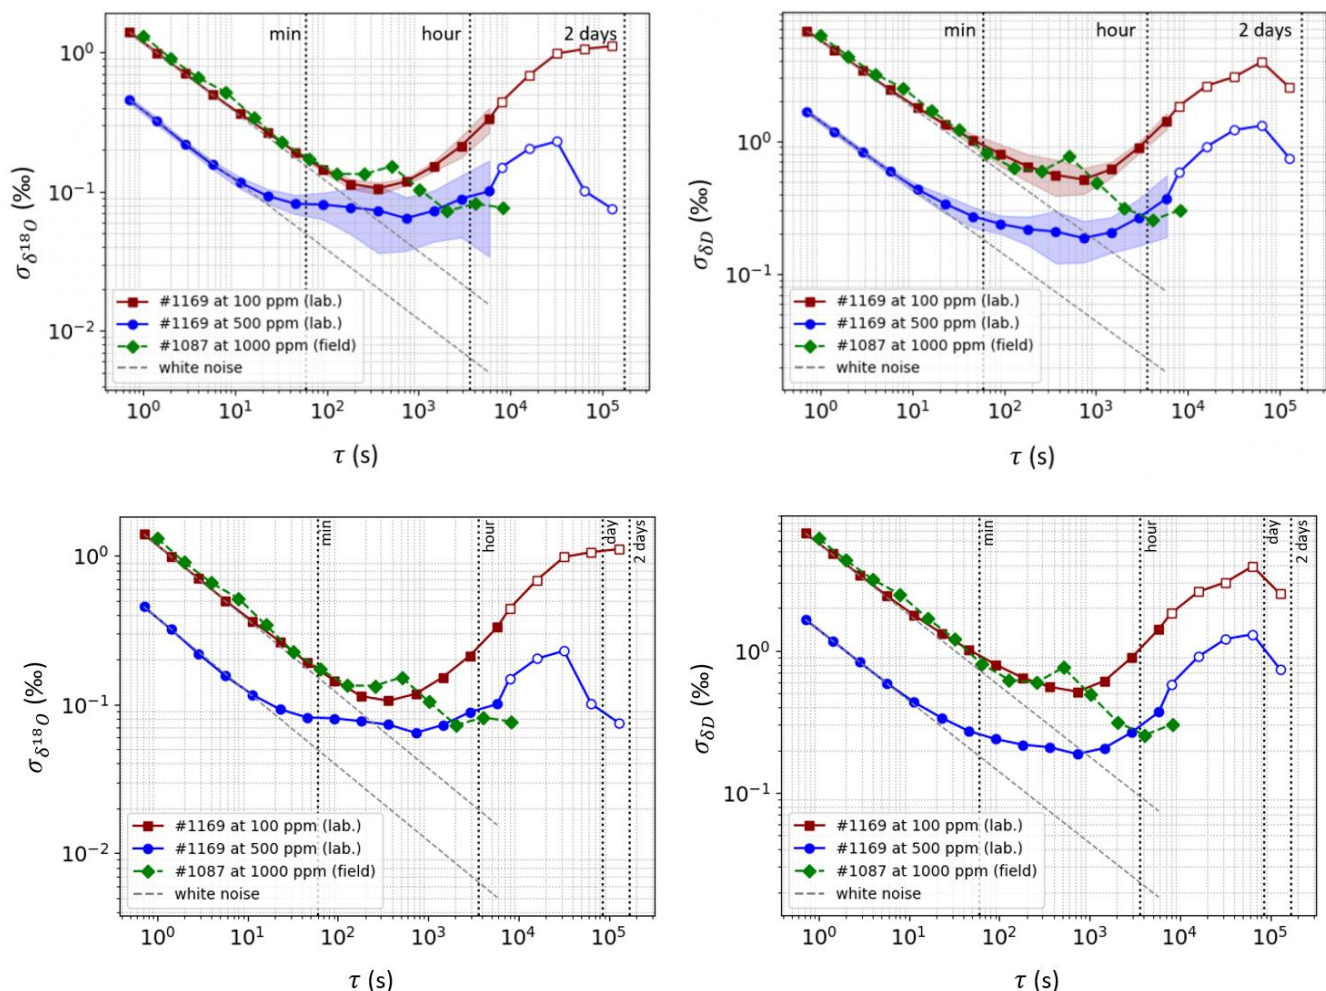 min hour 2 days
10⁰
10⁻¹
10⁻²
σδ¹⁸O (‰)
#1169 at 100 ppm (lab.)
#1169 at 500 ppm (lab.)
#1087 at 1000 ppm (field)
white noise
10⁰ 10¹ 10² 10³ 10⁴ 10⁵
τ (s)
min hour 2 days
10⁰
10⁻¹
σδD (‰)
#1169 at 100 ppm (lab.)
#1169 at 500 ppm (lab.)
#1087 at 1000 ppm (field)
white noise
10⁰ 10¹ 10² 10³ 10⁴ 10⁵
τ (s)
min hour day 2 days
10⁰
10⁻¹
10⁻²
σδ¹⁸O (‰)
#1169 at 100 ppm (lab.)
#1169 at 500 ppm (lab.)
#1087 at 1000 ppm (field)
white noise
10⁰ 10¹ 10² 10³ 10⁴ 10⁵
τ (s)
min hour day 2 days
10⁰
10⁻¹
σδD (‰)
#1169 at 100 ppm (lab.)
#1169 at 500 ppm (lab.)
#1087 at 1000 ppm (field)
white noise
10⁰ 10¹ 10² 10³ 10⁴ 10⁵
τ (s)